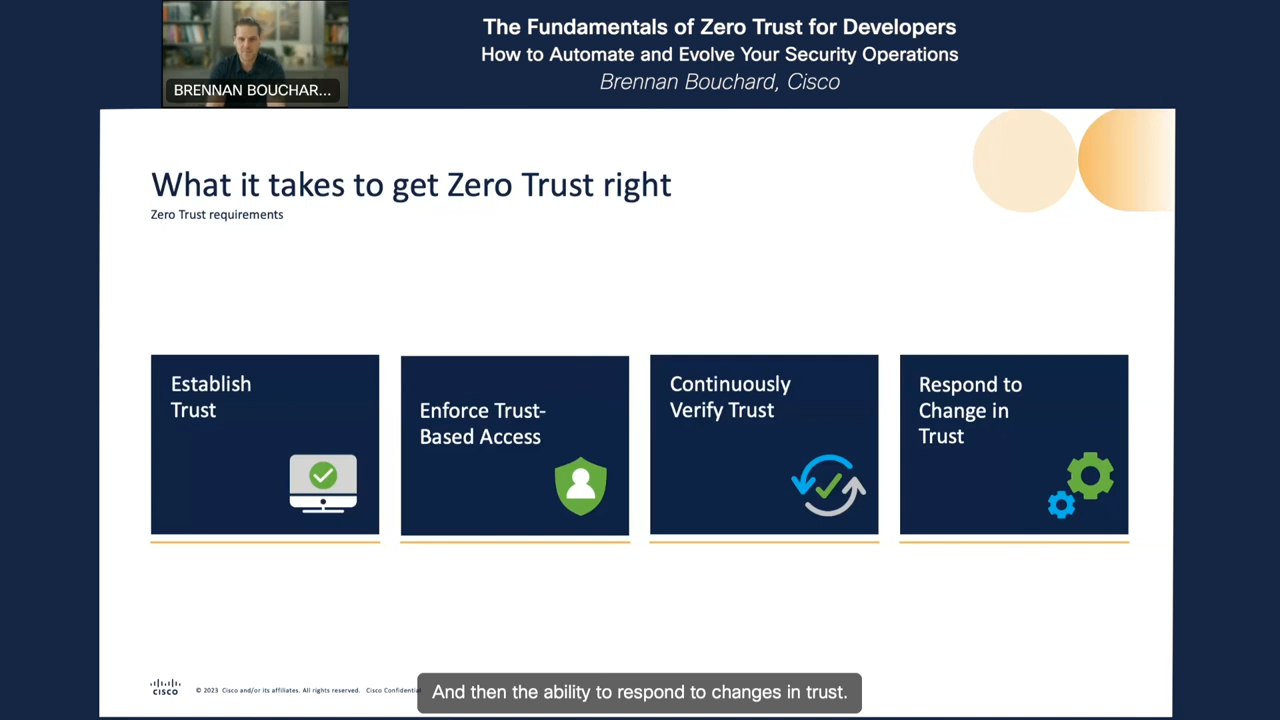 The Fundamentals of Zero Trust for Developers
How to Automate and Evolve Your Security Operations
Brennan Bouchard, Cisco
BRENNAN BOUCHAR...
What it takes to get Zero Trust right
Zero Trust requirements
Establish
Trust
Enforce Trust-
Based Access
Continuously
Verify Trust
Respond to
Change in
Trust
CISCO
© 2023 Cisco and/or its affiliates. All rights reserved. Cisco Confidential
And then the ability to respond to changes in trust.